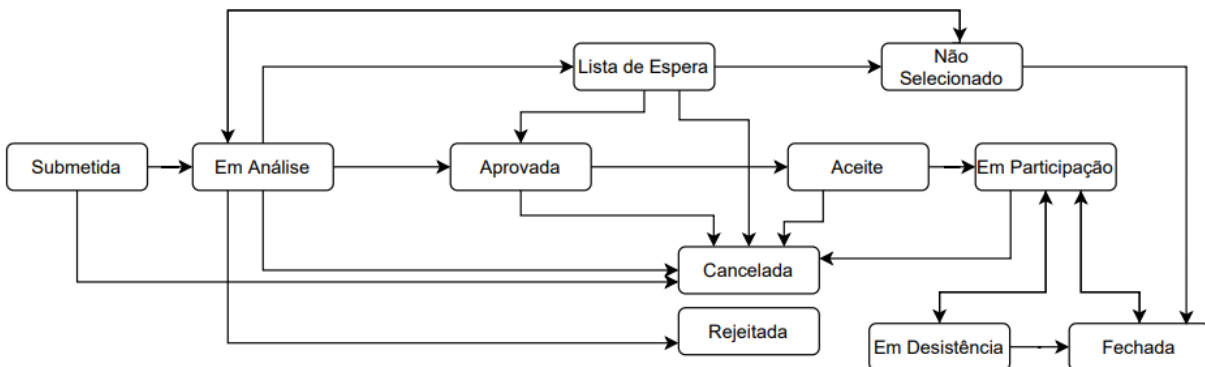 Lista de Espera
Não
Selecionado
Submetida
Em Análise
Aprovada
Aceite
Em Participação
Cancelada
Rejeitada
Em Desistência
Fechada